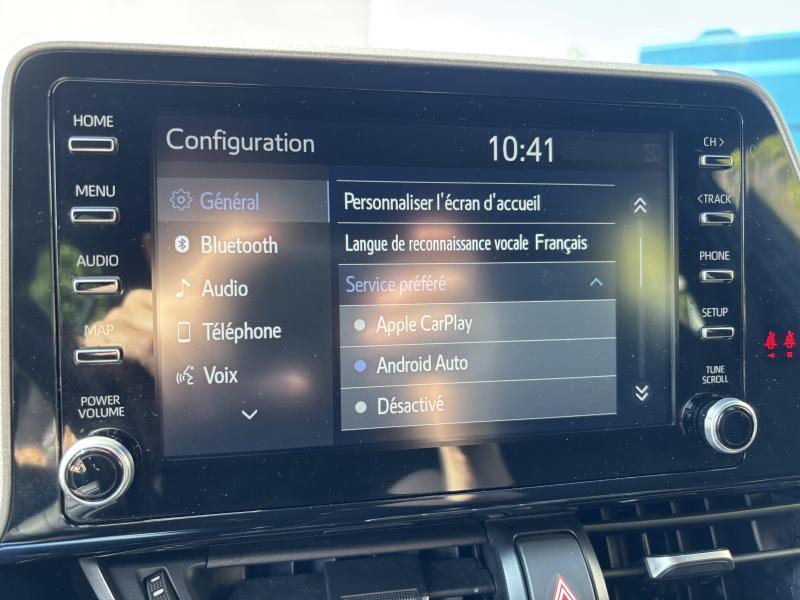 HOME
MENU
AUDIO
MAP
POWER
VOLUME
Configuration
10:41
Général
Bluetooth
Audio
Téléphone
Voix
Personnaliser l'écran d'accueil
Langue de reconnaissance vocale Français
Service préféré
Apple CarPlay
Android Auto
Désactivé
CH >
< TRACK
PHONE
SETUP
TUNE
SCROLL